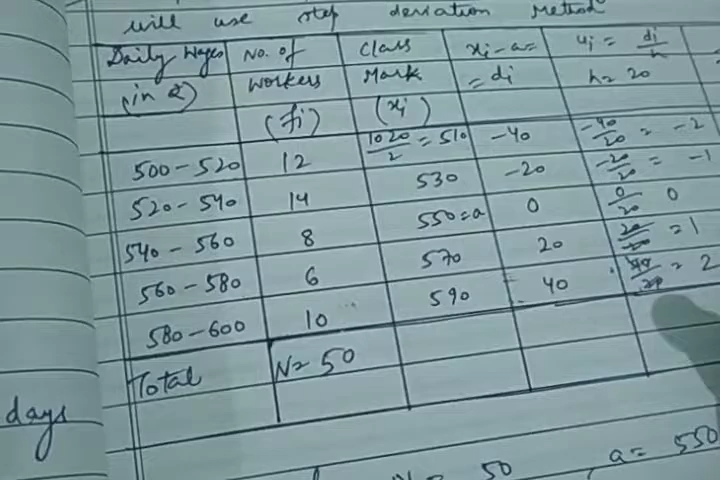 will use step deviation Method
Daily Wages (in ₹) No. of workers (fi) Class Mark (xi) xi - a = = di ui = di/h h = 20
500 - 520 12 1020/2 = 510 -40 -40/20 = -2
520 - 540 14 530 -20 -20/20 = -1
540 - 560 8 550 = a 0 0/20 0
560 - 580 6 570 20 20/20 = 1
580 - 600 10 590 40 40/20 = 2
Total N = 50
days
50 a = 550